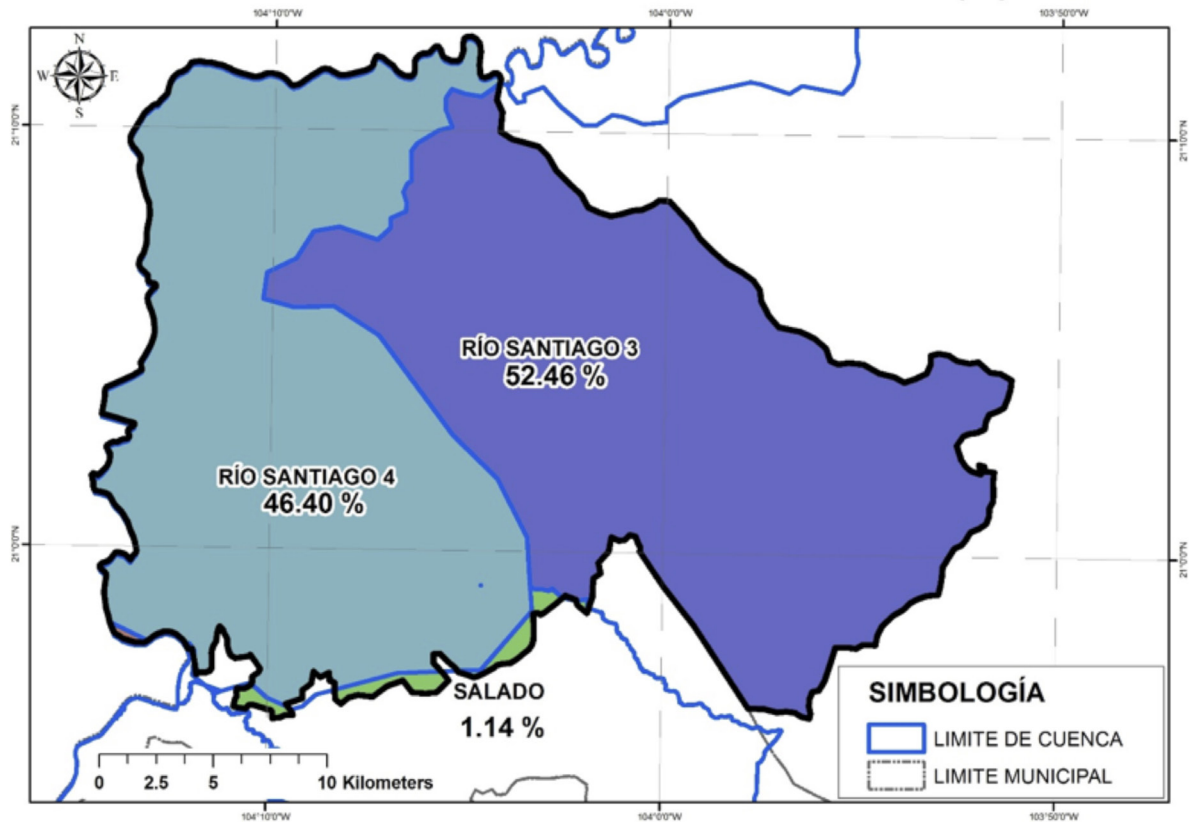 104°10'0"W 104°0'0"W 103°50'0"W
N
W E
S
21°10'0"N
21°10'0"N
RÍO SANTIAGO 3
52.46 %
RÍO SANTIAGO 4
46.40 %
21°0'0"N
21°0'0"N
SALADO
1.14 %
SIMBOLOGÍA
LIMITE DE CUENCA
LIMITE MUNICIPAL
0 2.5 5 10 Kilometers
104°10'0"W 104°0'0"W 103°50'0"W